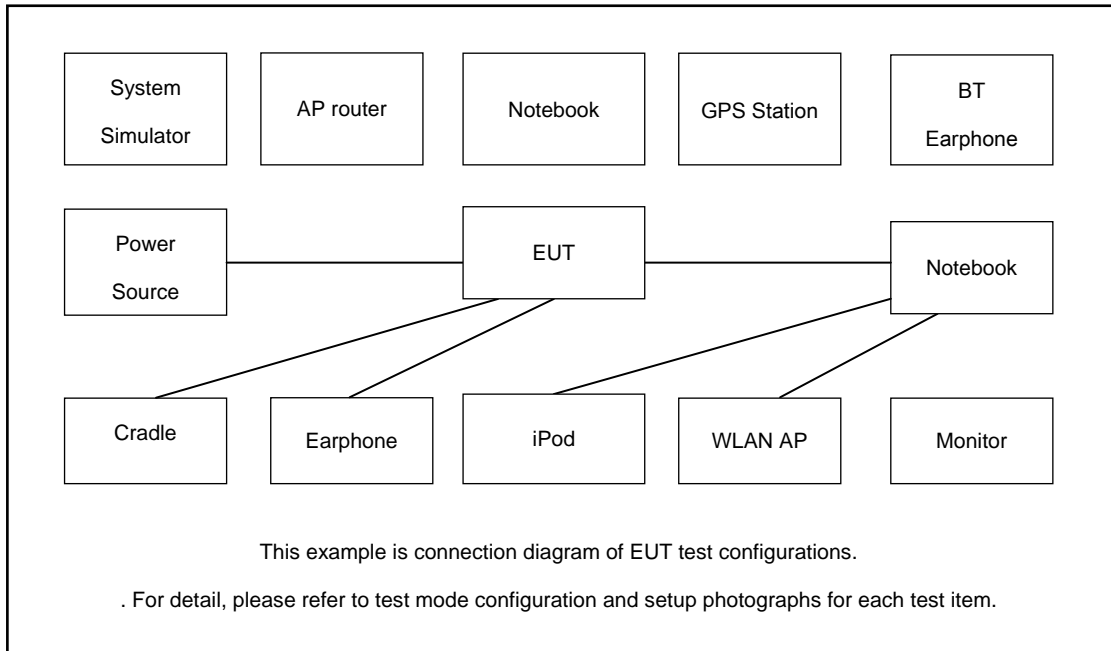 System
Simulator
AP router
Notebook
GPS Station
BT
Earphone
Power
Source
EUT
Notebook
Cradle
Earphone
iPod
WLAN AP
Monitor
This example is connection diagram of EUT test configurations.
. For detail, please refer to test mode configuration and setup photographs for each test item.